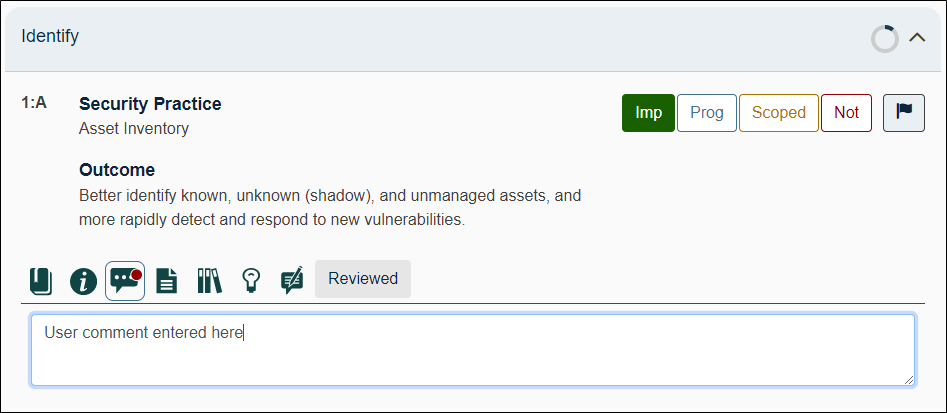 Identify
1:A
Security Practice
Imp
Prog
Scoped
Not
Asset Inventory
Outcome
Better identify known, unknown (shadow), and unmanaged assets, and
more rapidly detect and respond to new vulnerabilities.
Reviewed
User comment entered here